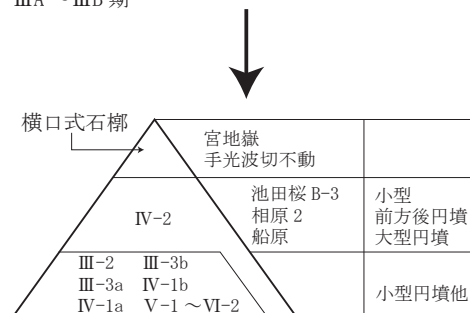 ⅢA ~ⅢB 期
横口式石槨
宮地嶽
手光波切不動
Ⅳ-2
池田桜 B-3
相原 2
船原
小型
前方後円墳
大型円墳
Ⅲ-2 Ⅲ-3b
Ⅲ-3a Ⅳ-1b
Ⅳ-1a Ⅴ-1 ～Ⅵ-2
小型円墳他